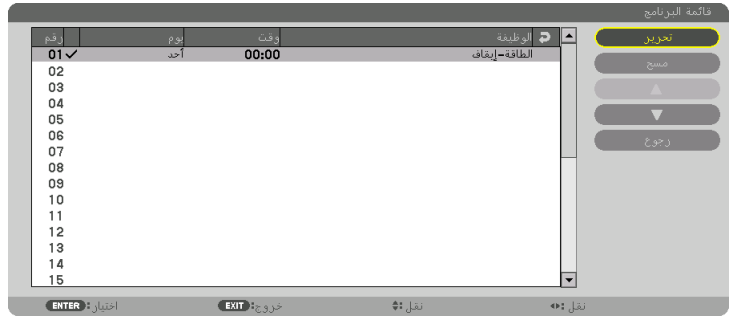 قائمة البرنامج
رقم يوم وقت الوظيفة
01 أحد 00:00 الطاقة-إيقاف
02
03
04
05
06
07
08
09
10
11
12
13
14
15
تحرير
مسح
رجوع
ENTER :اختيار EXIT :خروج نقل: نقل: